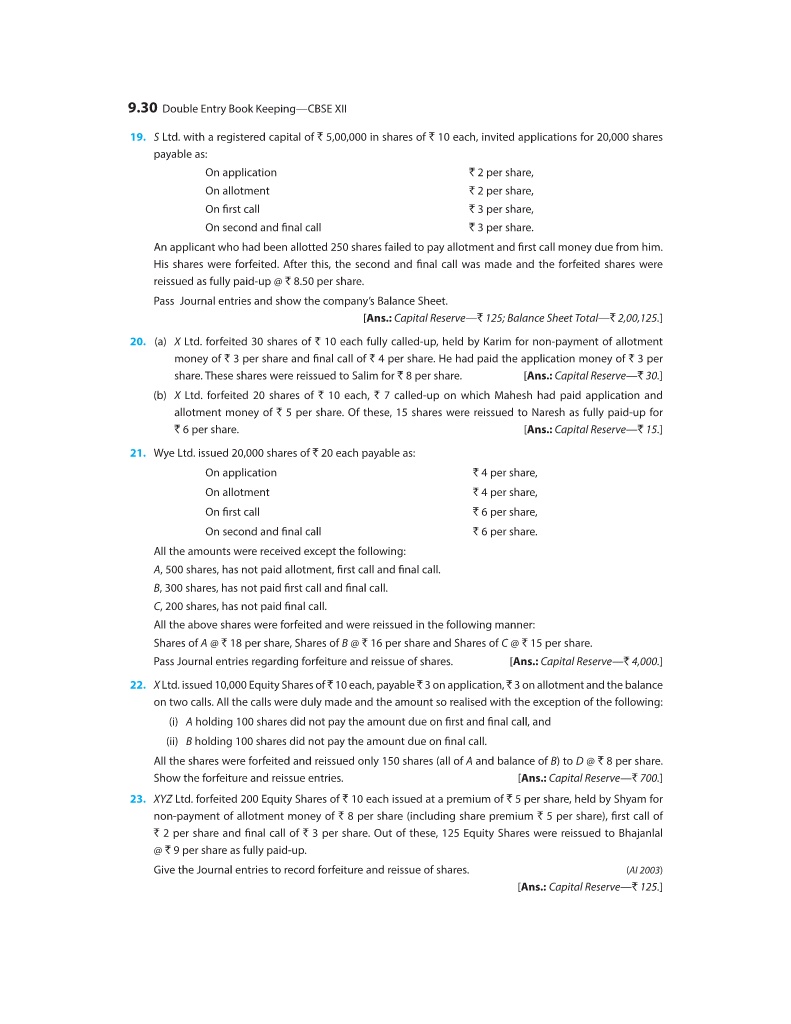 9.30 Double Entry Book Keeping—CBSE XII
19. S Ltd. with a registered capital of ₹ 5,00,000 in shares of ₹ 10 each, invited applications for 20,000 shares
payable as:
On application ₹ 2 per share,
On allotment ₹ 2 per share,
On first call ₹ 3 per share,
On second and final call ₹ 3 per share.
An applicant who had been allotted 250 shares failed to pay allotment and first call money due from him.
His shares were forfeited. After this, the second and final call was made and the forfeited shares were
reissued as fully paid-up @ ₹ 8.50 per share.
Pass Journal entries and show the company's Balance Sheet.
[Ans.: Capital Reserve—₹ 125; Balance Sheet Total—₹ 2,00,125.]
20. (a) X Ltd. forfeited 30 shares of ₹ 10 each fully called-up, held by Karim for non-payment of allotment
money of ₹ 3 per share and final call of ₹ 4 per share. He had paid the application money of ₹ 3 per
share. These shares were reissued to Salim for ₹ 8 per share. [Ans.: Capital Reserve—₹ 30.]
(b) X Ltd. forfeited 20 shares of ₹ 10 each, ₹ 7 called-up on which Mahesh had paid application and
allotment money of ₹ 5 per share. Of these, 15 shares were reissued to Naresh as fully paid-up for
₹ 6 per share. [Ans.: Capital Reserve—₹ 15.]
21. Wye Ltd. issued 20,000 shares of ₹ 20 each payable as:
On application ₹ 4 per share,
On allotment ₹ 4 per share,
On first call ₹ 6 per share,
On second and final call ₹ 6 per share.
All the amounts were received except the following:
A, 500 shares, has not paid allotment, first call and final call.
B, 300 shares, has not paid first call and final call.
C, 200 shares, has not paid final call.
All the above shares were forfeited and were reissued in the following manner:
Shares of A @ ₹ 18 per share, Shares of B @ ₹ 16 per share and Shares of C @ ₹ 15 per share.
Pass Journal entries regarding forfeiture and reissue of shares. [Ans.: Capital Reserve—₹ 4,000.]
22. X Ltd. issued 10,000 Equity Shares of ₹ 10 each, payable ₹ 3 on application, ₹ 3 on allotment and the balance
on two calls. All the calls were duly made and the amount so realised with the exception of the following:
(i) A holding 100 shares did not pay the amount due on first and final call, and
(ii) B holding 100 shares did not pay the amount due on final call.
All the shares were forfeited and reissued only 150 shares (all of A and balance of B) to D @ ₹ 8 per share.
Show the forfeiture and reissue entries. [Ans.: Capital Reserve—₹ 700.]
23. XYZ Ltd. forfeited 200 Equity Shares of ₹ 10 each issued at a premium of ₹ 5 per share, held by Shyam for
non-payment of allotment money of ₹ 8 per share (including share premium ₹ 5 per share), first call of
₹ 2 per share and final call of ₹ 3 per share. Out of these, 125 Equity Shares were reissued to Bhajanlal
@ ₹ 9 per share as fully paid-up.
Give the Journal entries to record forfeiture and reissue of shares. (AI 2003)
[Ans.: Capital Reserve—₹ 125.]